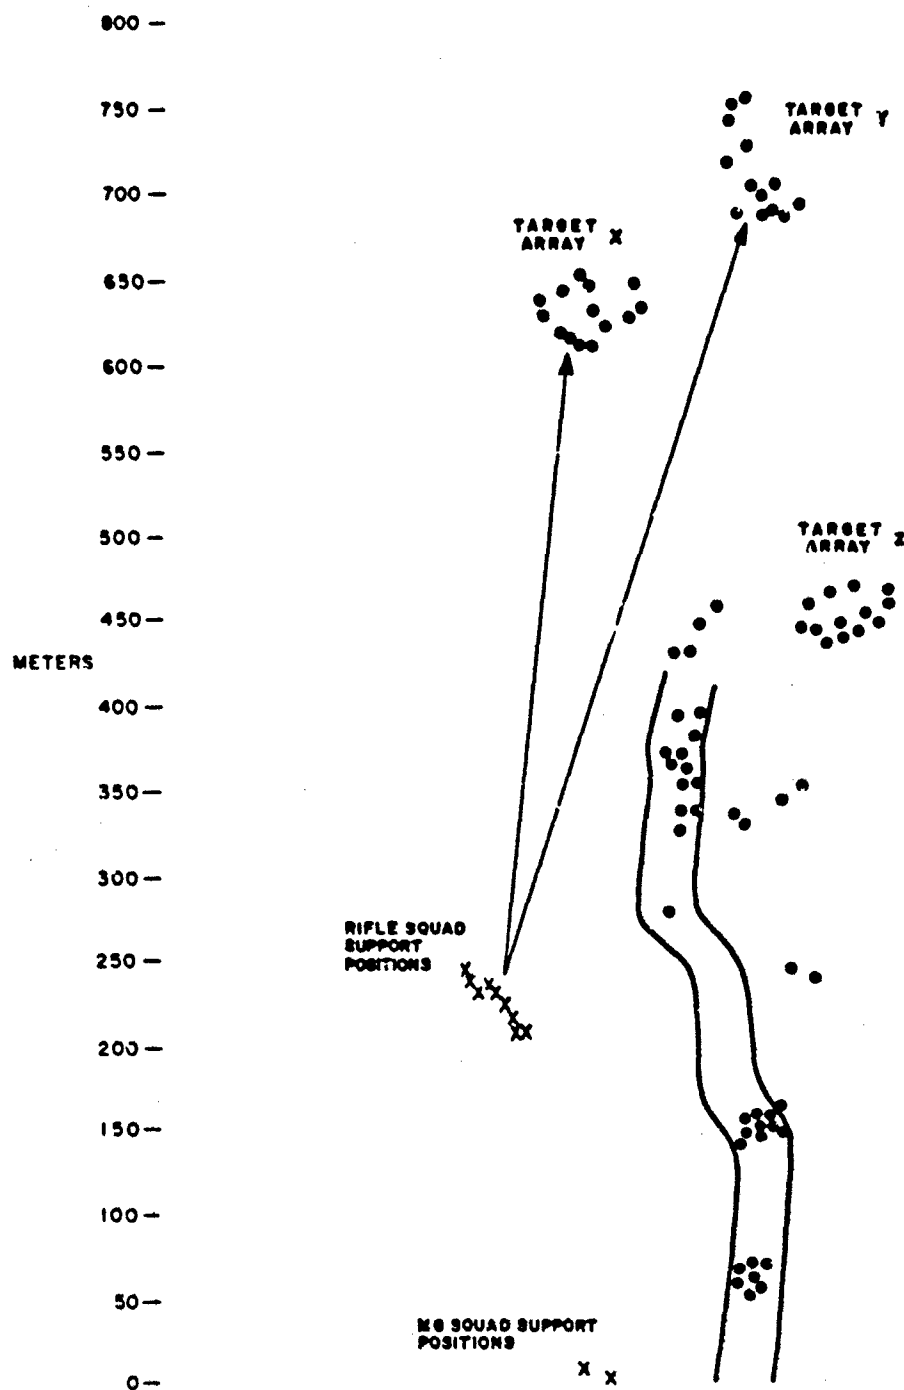 800
750
TARGET
ARRAY Y
700
TARGET
ARRAY X
650
600
550
500
TARGET
ARRAY Z
450
METERS
400
350
300
RIFLE SQUAD
SUPPORT
POSITIONS
250
200
150
100
50
MG SQUAD SUPPORT
POSITIONS
0